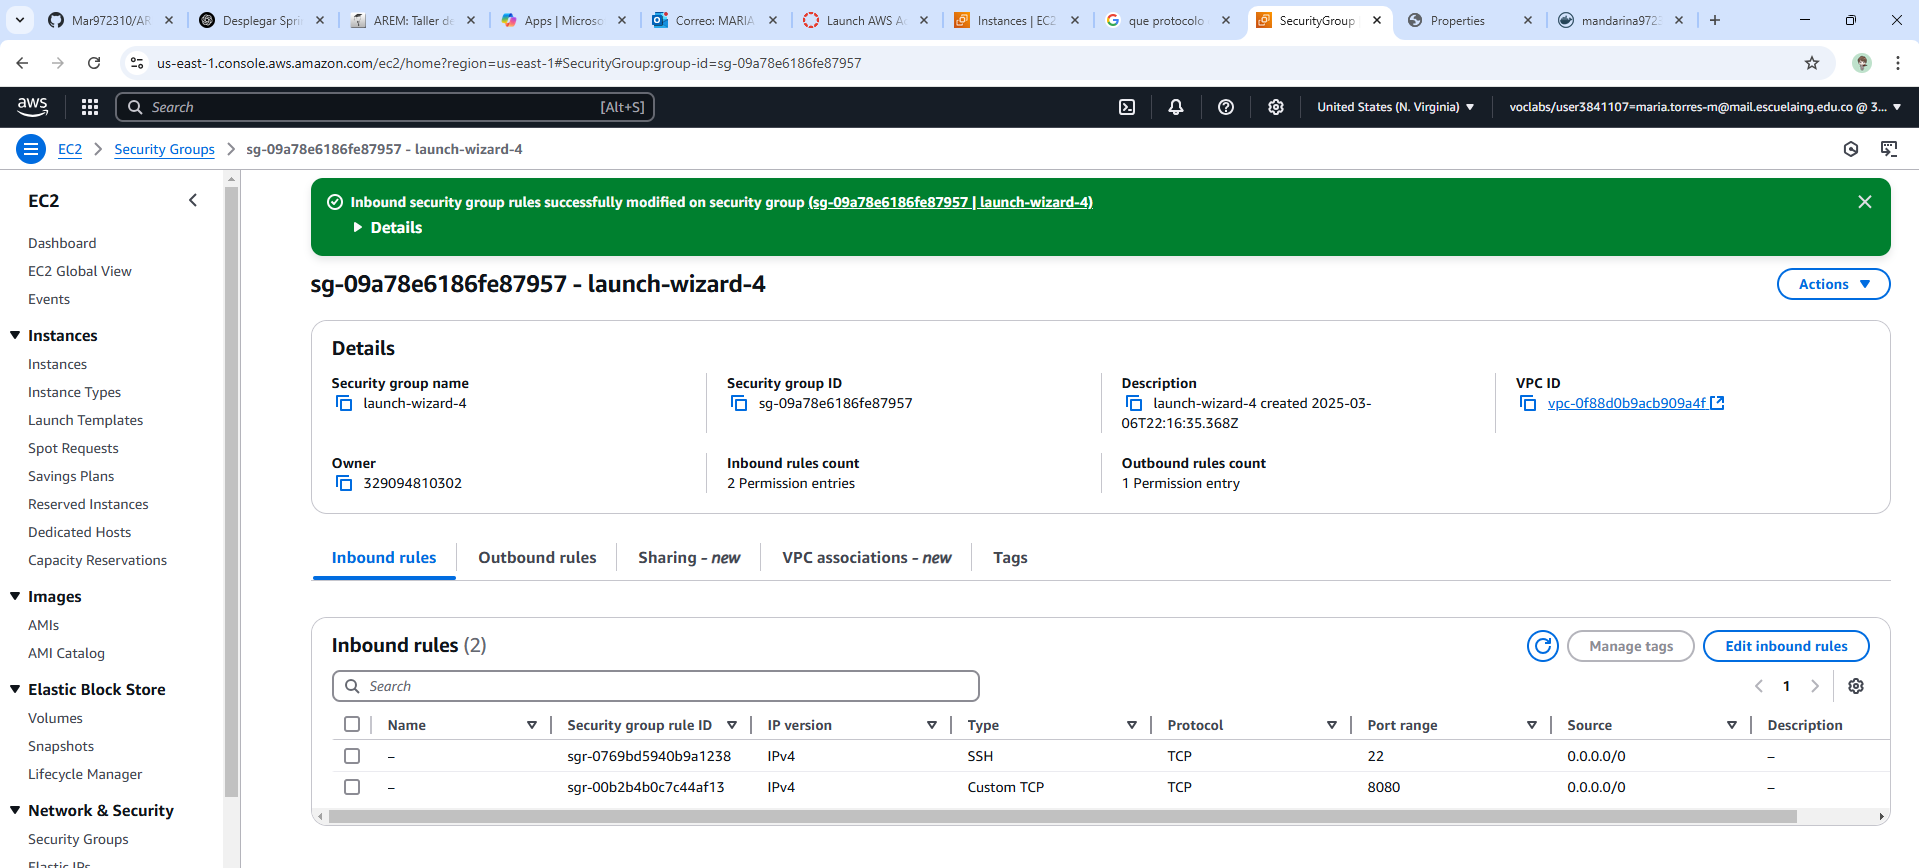 Mar972310/AR
Desplegar Spri
AREM: Taller de
Apps | Microso
Correo: MARIA
Launch AWS Ac
Instances | EC2
que protocolo
SecurityGroup
Properties
mandarina9723
us-east-1.console.aws.amazon.com/ec2/home?region=us-east-1#SecurityGroup:group-id=sg-09a78e6186fe87957
aws
Search
[Alt+S]
United States (N. Virginia)
voclabs/user3841107=maria.torres-m@mail.escuelaing.edu.co @ 3...
EC2
Security Groups
sg-09a78e6186fe87957 - launch-wizard-4
EC2
Dashboard
EC2 Global View
Events
Instances
Instances
Instance Types
Launch Templates
Spot Requests
Savings Plans
Reserved Instances
Dedicated Hosts
Capacity Reservations
Images
AMIs
AMI Catalog
Elastic Block Store
Volumes
Snapshots
Lifecycle Manager
Network & Security
Security Groups
Elastic IPs
Inbound security group rules successfully modified on security group (sg-09a78e6186fe87957 | launch-wizard-4)
Details
sg-09a78e6186fe87957 - launch-wizard-4
Actions
Details
Security group name
launch-wizard-4
Security group ID
sg-09a78e6186fe87957
Description
launch-wizard-4 created 2025-03-
06T22:16:35.368Z
VPC ID
vpc-0f88d0b9acb909a4f
Owner
329094810302
Inbound rules count
2 Permission entries
Outbound rules count
1 Permission entry
Inbound rules
Outbound rules
Sharing - new
VPC associations - new
Tags
Inbound rules (2)
Manage tags
Edit inbound rules
Search
1
Name Security group rule ID IP version Type Protocol Port range Source Description
– sgr-0769bd5940b9a1238 IPv4 SSH TCP 22 0.0.0.0/0 –
– sgr-00b2b4b0c7c44af13 IPv4 Custom TCP TCP 8080 0.0.0.0/0 –